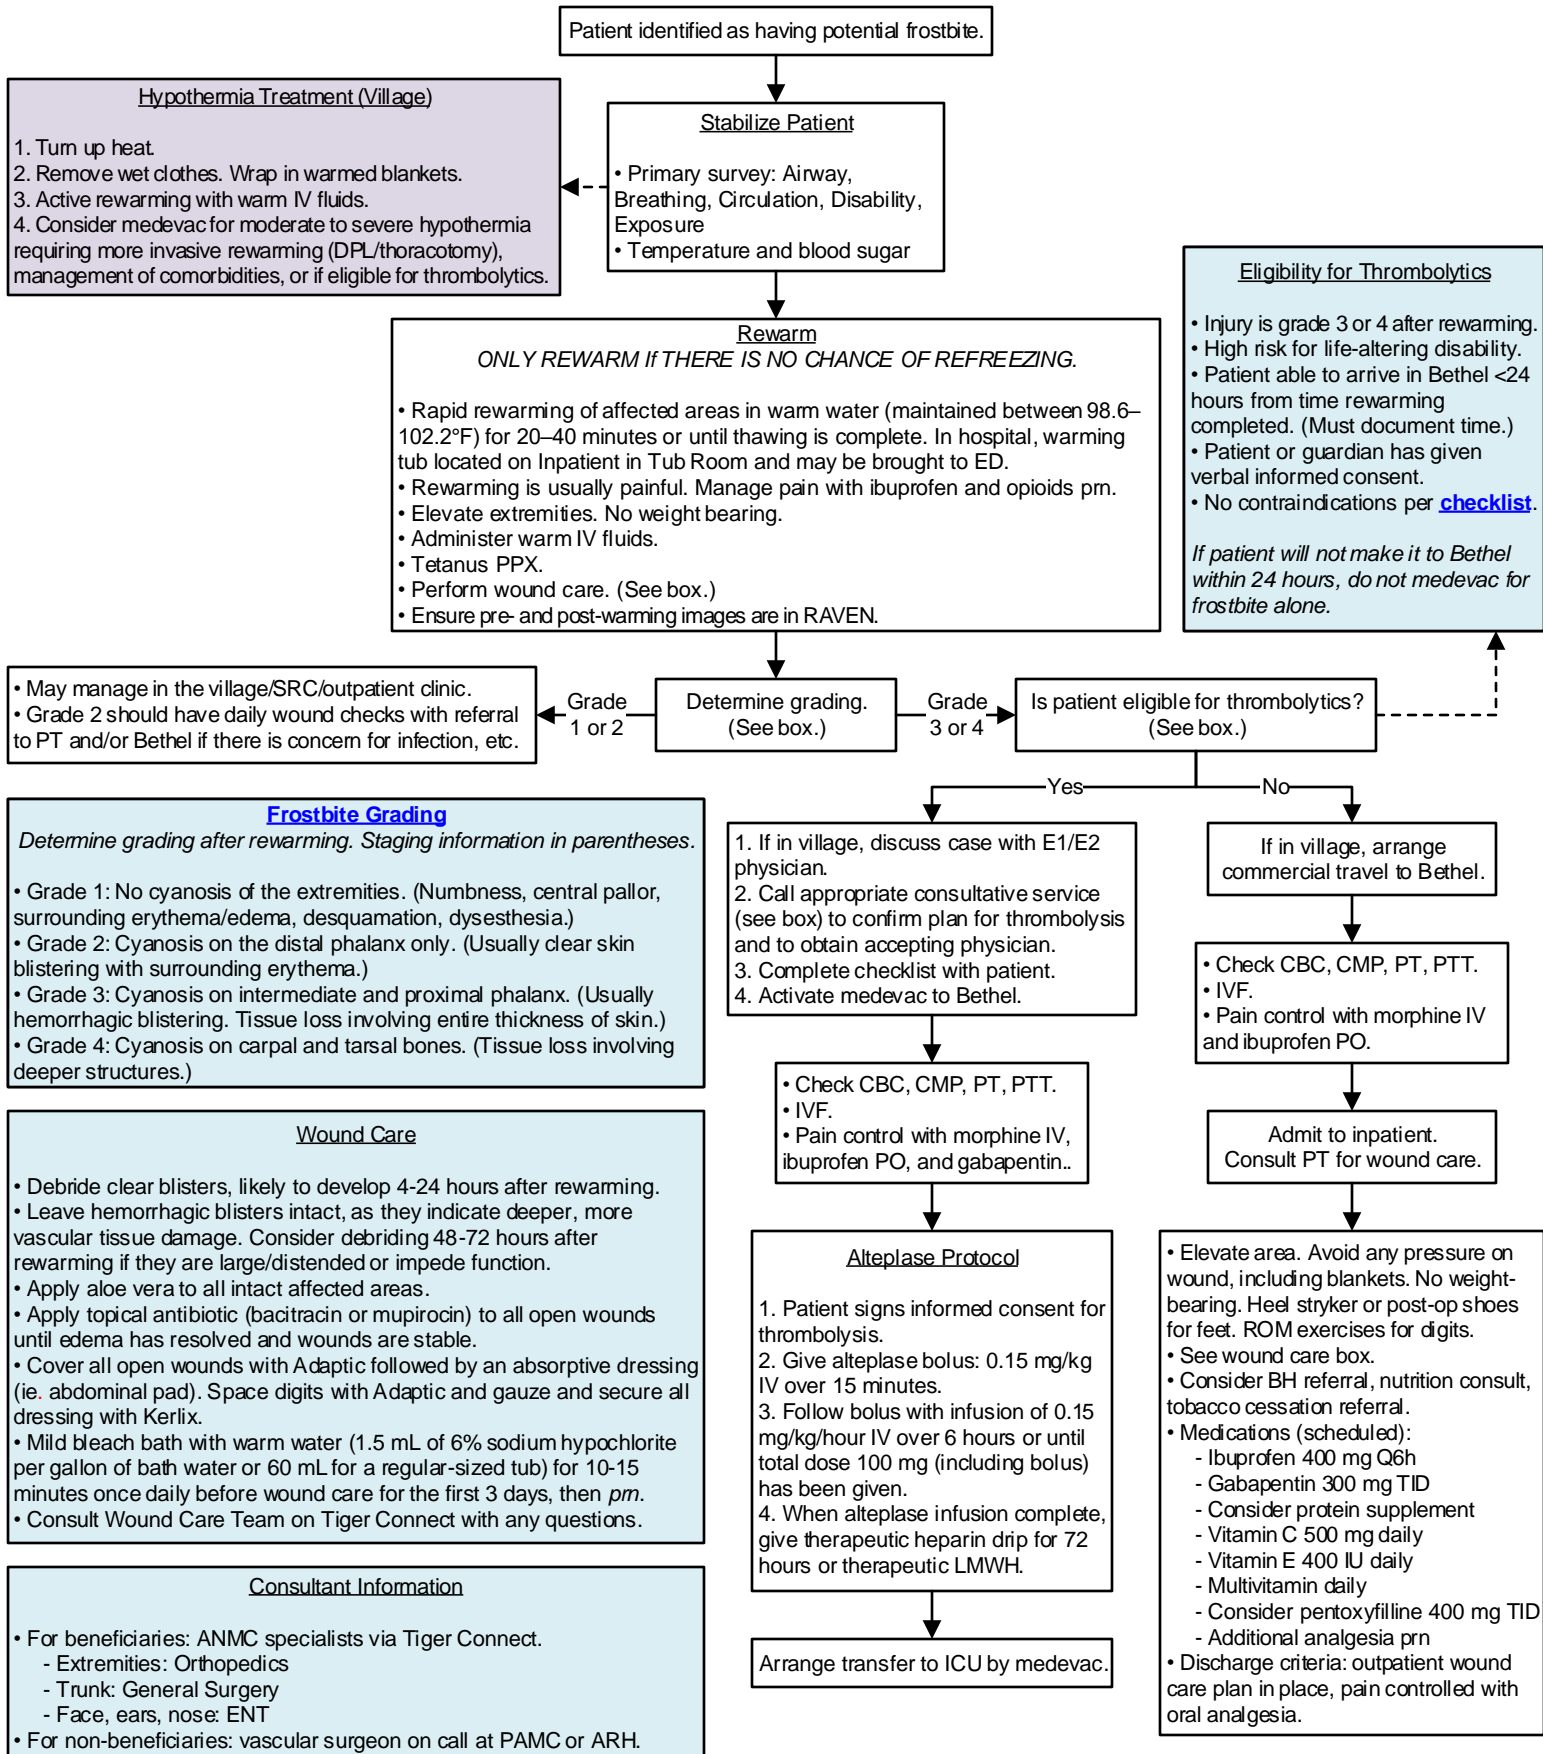 Patient identified as having potential frostbite.
Hypothermia Treatment (Village)
1. Turn up heat.
2. Remove wet clothes. Wrap in warmed blankets.
3. Active rewarming with warm IV fluids.
4. Consider medevac for moderate to severe hypothermia
requiring more invasive rewarming (DPL/thoracotomy),
management of comorbidities, or if eligible for thrombolytics.
Stabilize Patient
• Primary survey: Airway,
Breathing, Circulation, Disability,
Exposure
• Temperature and blood sugar
Rewarm
ONLY REWARM If THERE IS NO CHANCE OF REFREEZING.
• Rapid rewarming of affected areas in warm water (maintained between 98.6–
102.2°F) for 20–40 minutes or until thawing is complete. In hospital, warming
tub located on Inpatient in Tub Room and may be brought to ED.
• Rewarming is usually painful. Manage pain with ibuprofen and opioids prn.
• Elevate extremities. No weight bearing.
• Administer warm IV fluids.
• Tetanus PPX.
• Perform wound care. (See box.)
• Ensure pre- and post-warming images are in RAVEN.
Eligibility for Thrombolytics
• Injury is grade 3 or 4 after rewarming.
• High risk for life-altering disability.
• Patient able to arrive in Bethel <24
hours from time rewarming
completed. (Must document time.)
• Patient or guardian has given
verbal informed consent.
• No contraindications per checklist.
If patient will not make it to Bethel
within 24 hours, do not medevac for
frostbite alone.
• May manage in the village/SRC/outpatient clinic.
• Grade 2 should have daily wound checks with referral
to PT and/or Bethel if there is concern for infection, etc.
Grade
1 or 2
Determine grading.
(See box.)
Grade
3 or 4
Is patient eligible for thrombolytics?
(See box.)
Yes
No
Frostbite Grading
Determine grading after rewarming. Staging information in parentheses.
• Grade 1: No cyanosis of the extremities. (Numbness, central pallor,
surrounding erythema/edema, desquamation, dysesthesia.)
• Grade 2: Cyanosis on the distal phalanx only. (Usually clear skin
blistering with surrounding erythema.)
• Grade 3: Cyanosis on intermediate and proximal phalanx. (Usually
hemorrhagic blistering. Tissue loss involving entire thickness of skin.)
• Grade 4: Cyanosis on carpal and tarsal bones. (Tissue loss involving
deeper structures.)
1. If in village, discuss case with E1/E2
physician.
2. Call appropriate consultative service
(see box) to confirm plan for thrombolysis
and to obtain accepting physician.
3. Complete checklist with patient.
4. Activate medevac to Bethel.
If in village, arrange
commercial travel to Bethel.
• Check CBC, CMP, PT, PTT.
• IVF.
• Pain control with morphine IV
and ibuprofen PO.
• Check CBC, CMP, PT, PTT.
• IVF.
• Pain control with morphine IV,
ibuprofen PO, and gabapentin..
Admit to inpatient.
Consult PT for wound care.
Wound Care
• Debride clear blisters, likely to develop 4-24 hours after rewarming.
• Leave hemorrhagic blisters intact, as they indicate deeper, more
vascular tissue damage. Consider debriding 48-72 hours after
rewarming if they are large/distended or impede function.
• Apply aloe vera to all intact affected areas.
• Apply topical antibiotic (bacitracin or mupirocin) to all open wounds
until edema has resolved and wounds are stable.
• Cover all open wounds with Adaptic followed by an absorptive dressing
(ie. abdominal pad). Space digits with Adaptic and gauze and secure all
dressing with Kerlix.
• Mild bleach bath with warm water (1.5 mL of 6% sodium hypochlorite
per gallon of bath water or 60 mL for a regular-sized tub) for 10-15
minutes once daily before wound care for the first 3 days, then prn.
• Consult Wound Care Team on Tiger Connect with any questions.
Alteplase Protocol
1. Patient signs informed consent for
thrombolysis.
2. Give alteplase bolus: 0.15 mg/kg
IV over 15 minutes.
3. Follow bolus with infusion of 0.15
mg/kg/hour IV over 6 hours or until
total dose 100 mg (including bolus)
has been given.
4. When alteplase infusion complete,
give therapeutic heparin drip for 72
hours or therapeutic LMWH.
Arrange transfer to ICU by medevac.
• Elevate area. Avoid any pressure on
wound, including blankets. No weight-
bearing. Heel stryker or post-op shoes
for feet. ROM exercises for digits.
• See wound care box.
• Consider BH referral, nutrition consult,
tobacco cessation referral.
• Medications (scheduled):
- Ibuprofen 400 mg Q6h
- Gabapentin 300 mg TID
- Consider protein supplement
- Vitamin C 500 mg daily
- Vitamin E 400 IU daily
- Multivitamin daily
- Consider pentoxyfilline 400 mg TID
- Additional analgesia prn
• Discharge criteria: outpatient wound
care plan in place, pain controlled with
oral analgesia.
Consultant Information
• For beneficiaries: ANMC specialists via Tiger Connect.
- Extremities: Orthopedics
- Trunk: General Surgery
- Face, ears, nose: ENT
• For non-beneficiaries: vascular surgeon on call at PAMC or ARH.